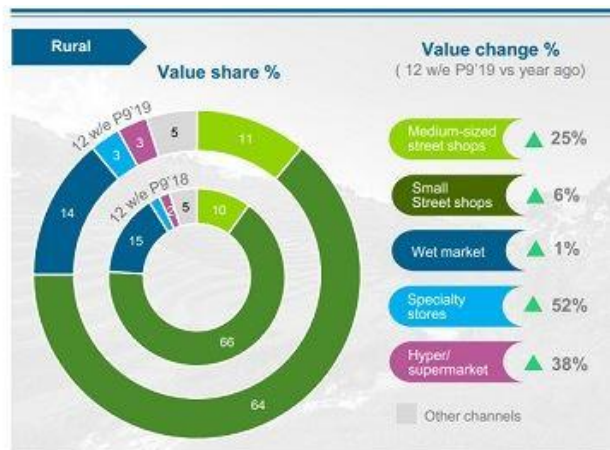 Rural
Value share %
Value change %
( 12 w/e P9'19 vs year ago)
12 w/e P9'19
3
3
5
11
14
64
12 w/e P9'18
5
10
15
66
Medium-sized
street shops
25%
Small
Street shops
6%
Wet market
1%
Specialty
stores
52%
Hyper/
supermarket
38%
Other channels